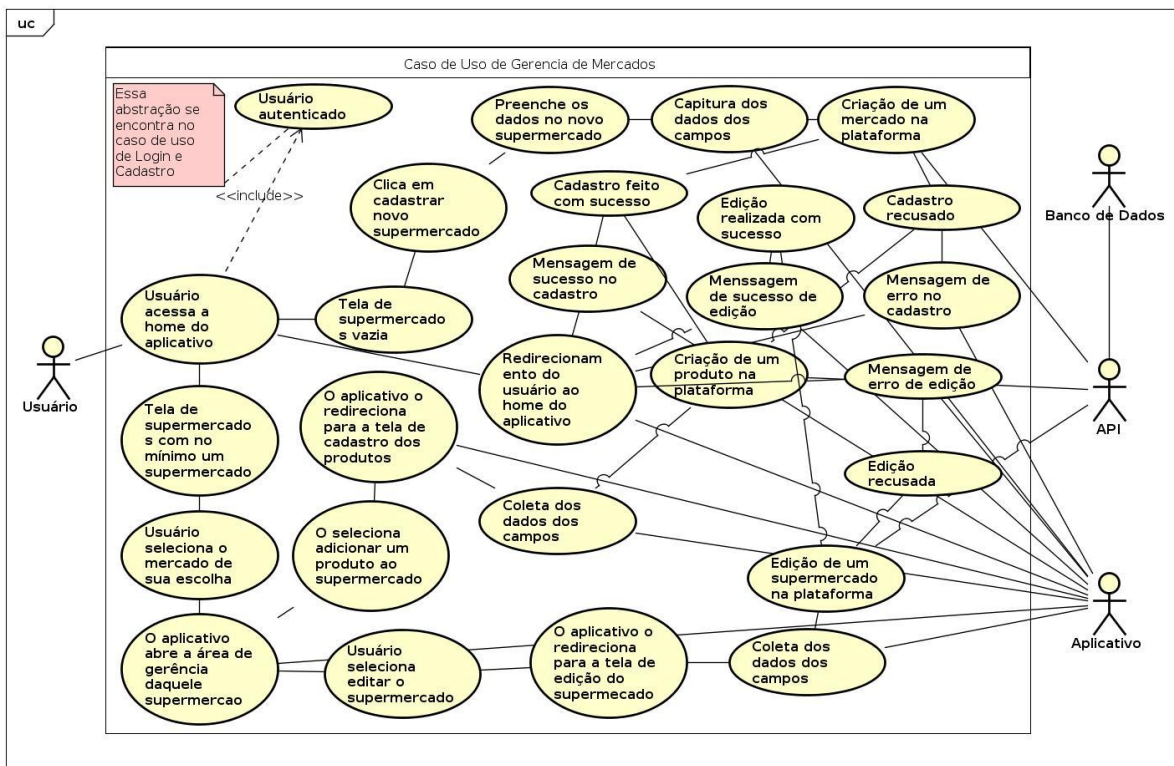 uc
Caso de Uso de Gerencia de Mercados
Essa
abstração se
encontra no
caso de uso
de Login e
Cadastro
Usuário
autenticado
<<include>>
Preenche os
dados no novo
supermercado
Capitura dos
dados dos
campos
Criação de um
mercado na
plataforma
Clica em
cadastrar
novo
supermercado
Cadastro feito
com sucesso
Edição
realizada com
sucesso
Cadastro
recusado
Banco de Dados
Mensagem de
sucesso no
cadastro
Menssagem
de sucesso de
edição
Mensagem de
erro no
cadastro
Usuário
acessa a
home do
aplicativo
Tela de
supermercado
s vazia
Redirecionam
ento do
usuário ao
home do
aplicativo
Criação de um
produto na
plataforma
Mensagem de
erro de edição
Usuário
API
Tela de
supermercado
s com no
mínimo um
supermercado
O aplicativo o
redireciona
para a tela de
cadastro dos
produtos
Edição
recusada
Coleta dos
dados dos
campos
Usuário
seleciona o
mercado de
sua escolha
O seleciona
adicionar um
produto ao
supermercado
Edição de um
supermercado
na plataforma
Aplicativo
O aplicativo
abre a área de
gerência
daquele
supermercao
Usuário
seleciona
editar o
supermercado
O aplicativo o
redireciona
para a tela de
edição do
supermecado
Coleta dos
dados dos
campos